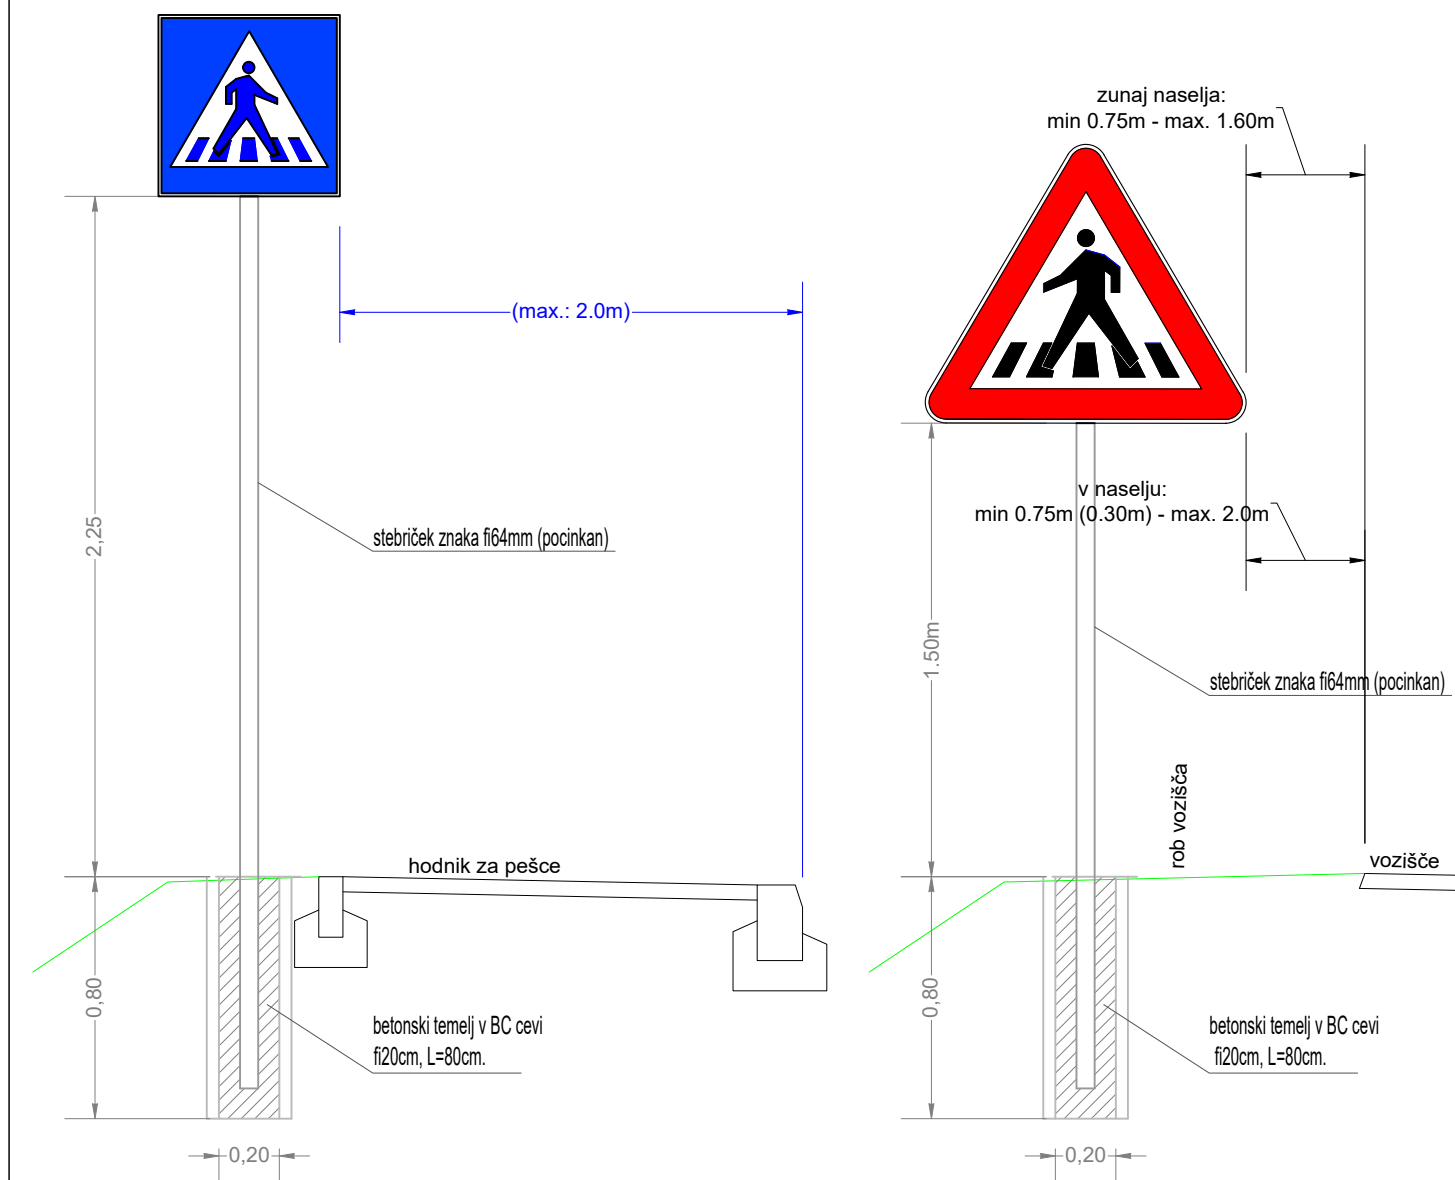 zunaj naselja:
min 0.75m - max. 1.60m
(max.: 2.0m)
2,25
stebriček znaka fi64mm (pocinkan)
hodnik za pešce
0,80
betonski temelj v BC cevi
fi20cm, L=80cm.
0,20
v naselju:
min 0.75m (0.30m) - max. 2.0m
1.50m
stebriček znaka fi64mm (pocinkan)
rob vozišča
vozišče
0,80
betonski temelj v BC cevi
fi20cm, L=80cm.
0,20